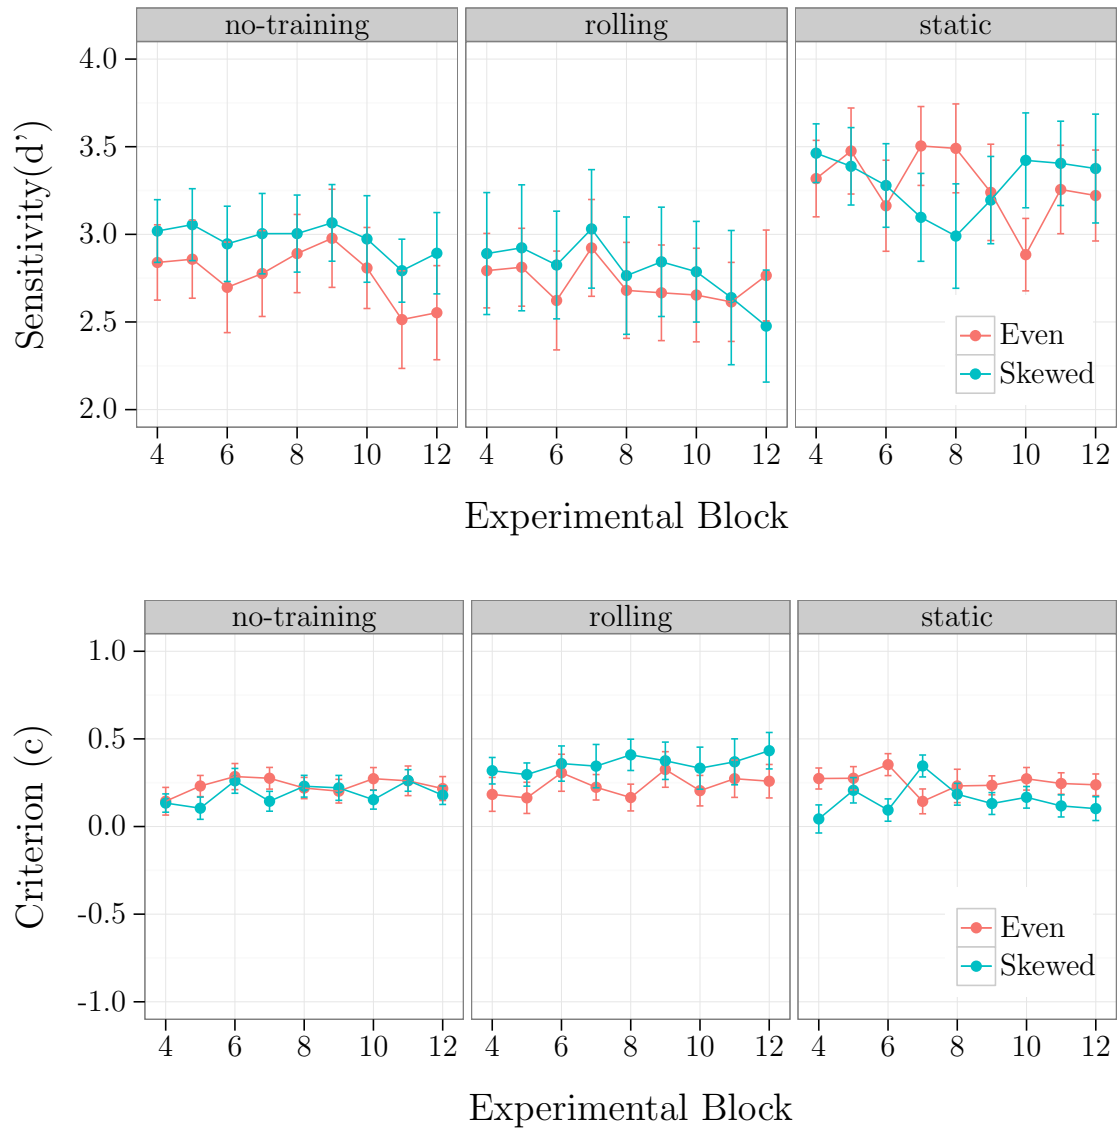 no-training rolling static
4.0
3.5
3.0
2.5
2.0
Sensitivity(d’)
Even
Skewed
4 6 8 10 12 4 6 8 10 12 4 6 8 10 12
Experimental Block
no-training rolling static
1.0
0.5
0.0
-0.5
-1.0
Criterion (c)
Even
Skewed
4 6 8 10 12 4 6 8 10 12 4 6 8 10 12
Experimental Block